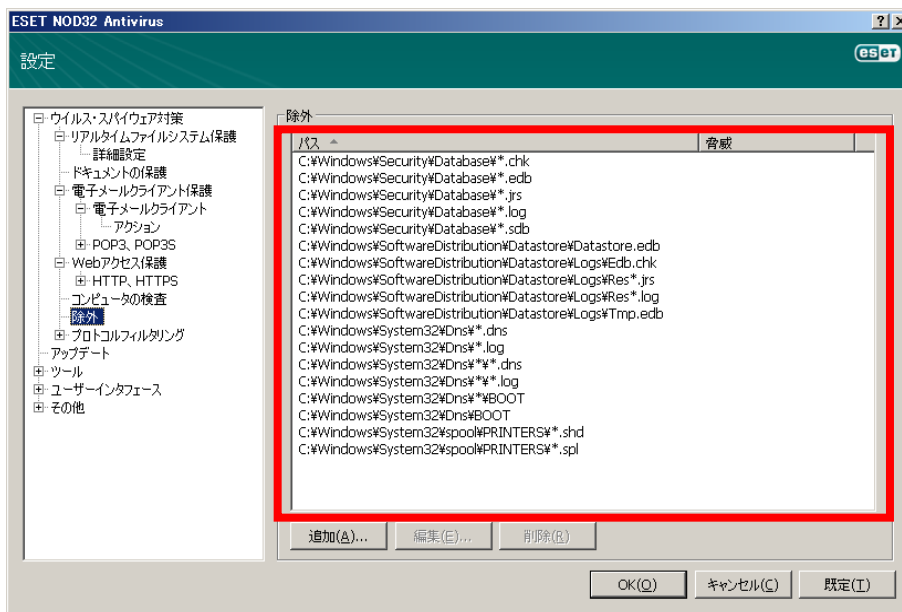 ESET NOD32 Antivirus
設定
eset
ウイルス・スパイウェア対策
リアルタイムファイルシステム保護
詳細設定
ドキュメントの保護
電子メールクライアント保護
電子メールクライアント
アクション
POP3、POP3S
Webアクセス保護
HTTP、HTTPS
コンピュータの検査
除外
プロトコルフィルタリング
アップデート
ツール
ユーザーインタフェース
その他
除外
パス 脅威
C:¥Windows¥Security¥Database¥*.chk
C:¥Windows¥Security¥Database¥*.edb
C:¥Windows¥Security¥Database¥*.jrs
C:¥Windows¥Security¥Database¥*.log
C:¥Windows¥Security¥Database¥*.sdb
C:¥Windows¥SoftwareDistribution¥Datastore¥Datastore.edb
C:¥Windows¥SoftwareDistribution¥Datastore¥Logs¥Edb.chk
C:¥Windows¥SoftwareDistribution¥Datastore¥Logs¥Res*.jrs
C:¥Windows¥SoftwareDistribution¥Datastore¥Logs¥Res*.log
C:¥Windows¥SoftwareDistribution¥Datastore¥Logs¥Tmp.edb
C:¥Windows¥System32¥Dns¥*.dns
C:¥Windows¥System32¥Dns¥*.log
C:¥Windows¥System32¥Dns¥*¥*.dns
C:¥Windows¥System32¥Dns¥*¥*.log
C:¥Windows¥System32¥Dns¥*¥BOOT
C:¥Windows¥System32¥Dns¥BOOT
C:¥Windows¥System32¥spool¥PRINTERS¥*.shd
C:¥Windows¥System32¥spool¥PRINTERS¥*.spl
追加(A)... 編集(E)... 削除(R)
OK(O) キャンセル(C) 既定(T)